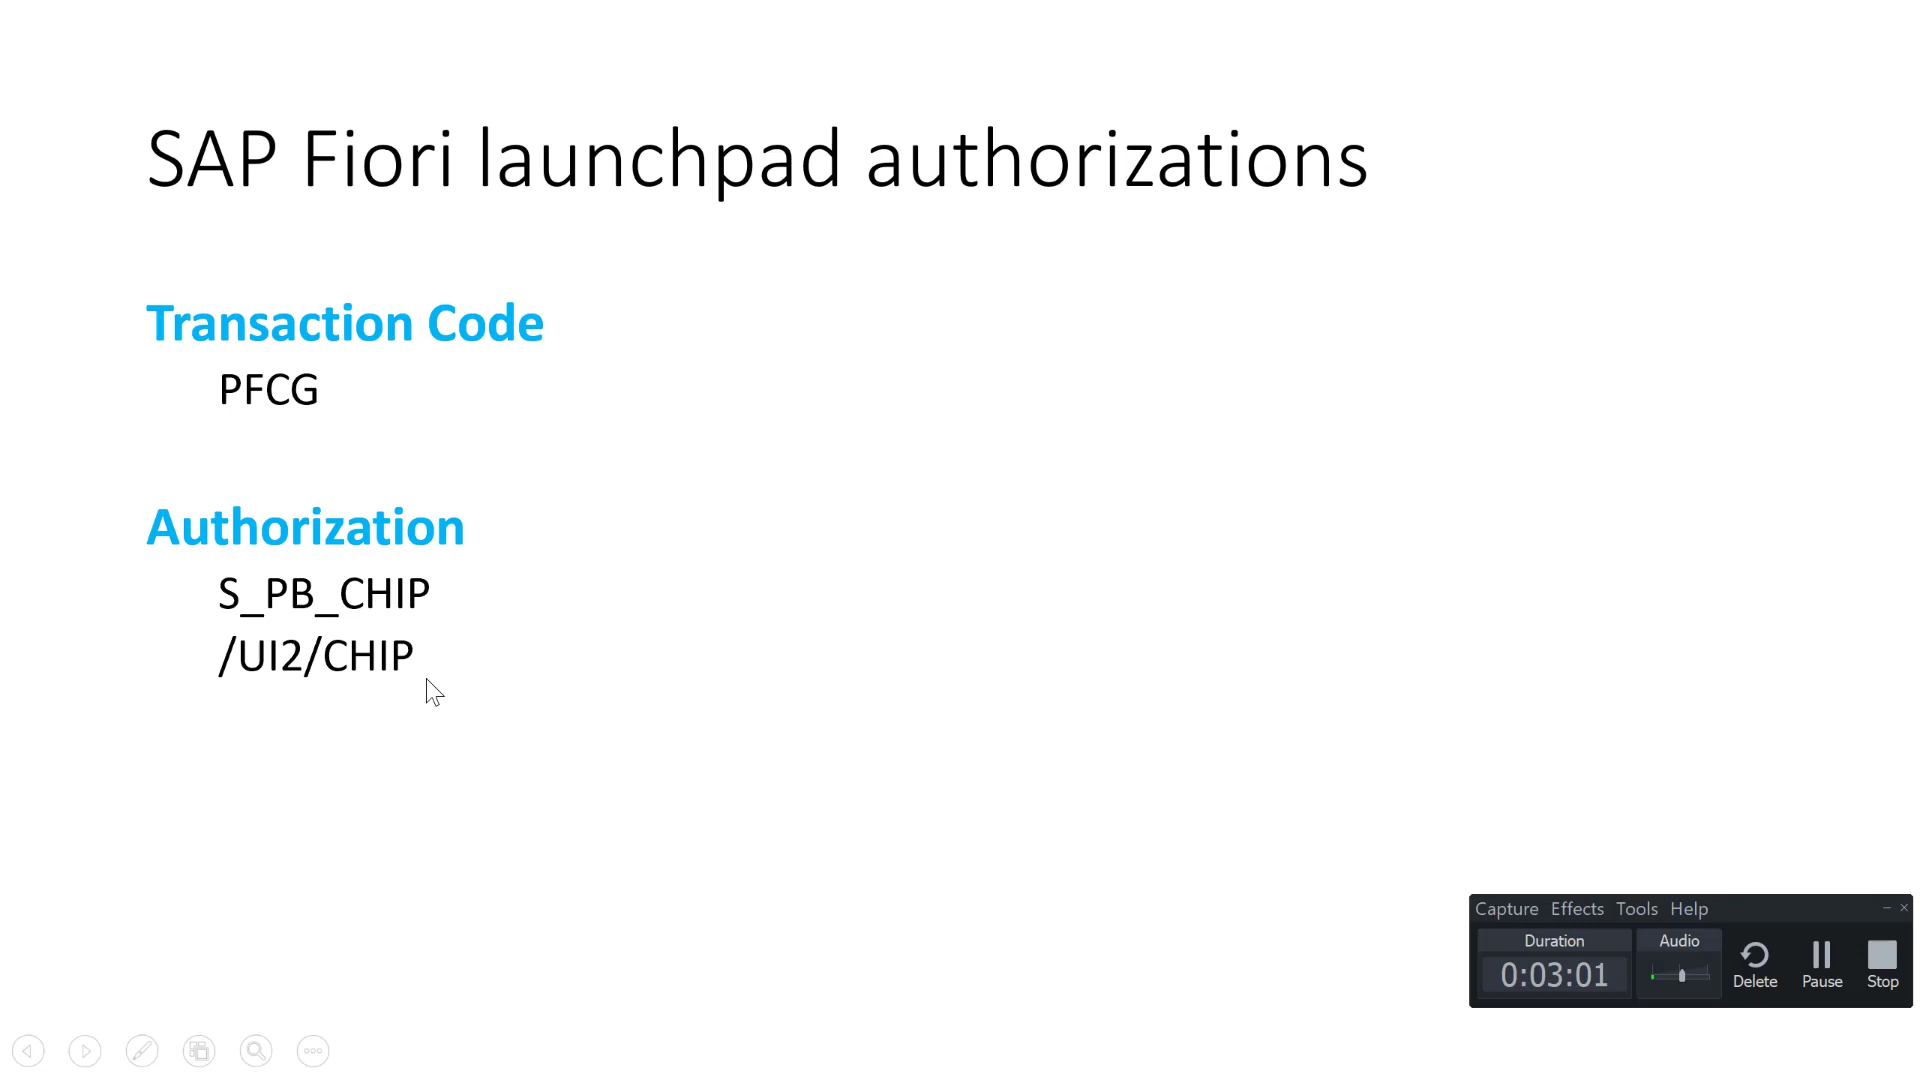 SAP Fiori launchpad authorizations
Transaction Code
PFCG
Authorization
S_PB_CHIP
/UI2/CHIP
Capture Effects Tools Help
Duration
Audio
0:03:01
Delete
Pause
Stop